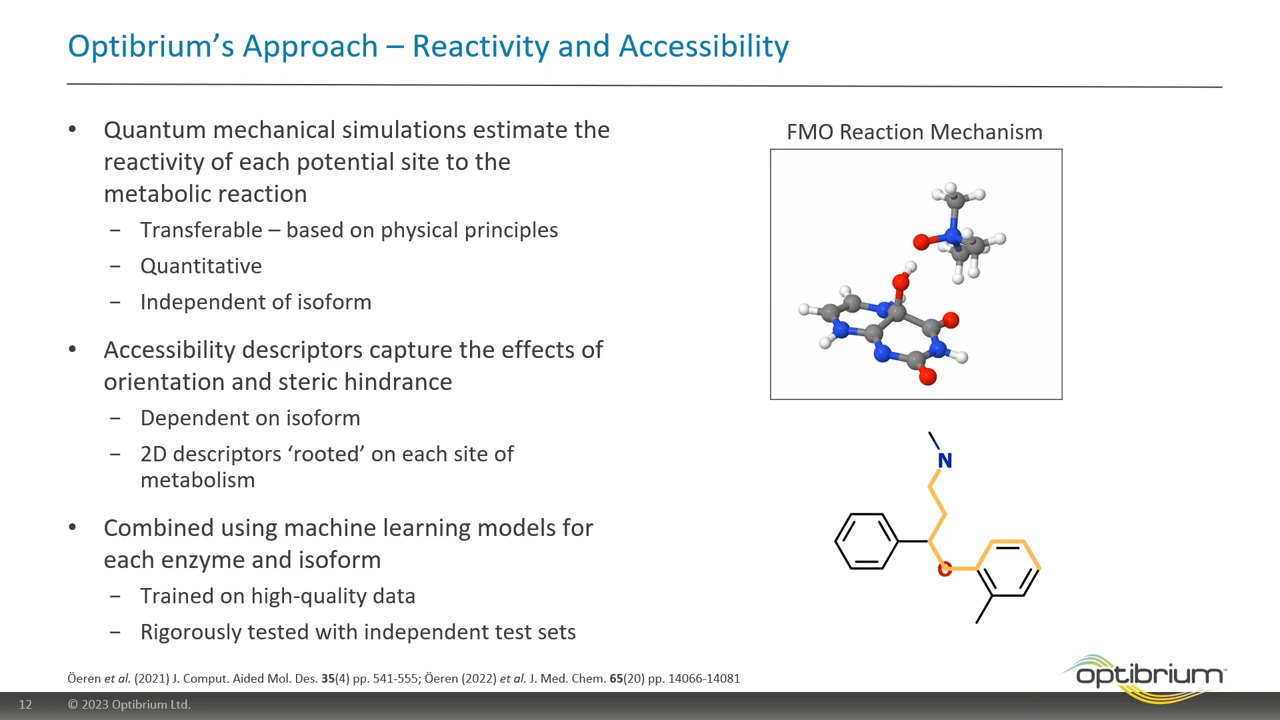 Optibrium’s Approach – Reactivity and Accessibility
• Quantum mechanical simulations estimate the
reactivity of each potential site to the
metabolic reaction
− Transferable – based on physical principles
− Quantitative
− Independent of isoform
• Accessibility descriptors capture the effects of
orientation and steric hindrance
− Dependent on isoform
− 2D descriptors ‘rooted’ on each site of
metabolism
• Combined using machine learning models for
each enzyme and isoform
− Trained on high-quality data
− Rigorously tested with independent test sets
FMO Reaction Mechanism
N
O
Öeren et al. (2021) J. Comput. Aided Mol. Des. 35(4) pp. 541-555; Öeren (2022) et al. J. Med. Chem. 65(20) pp. 14066-14081
optibrium™
12 © 2023 Optibrium Ltd.